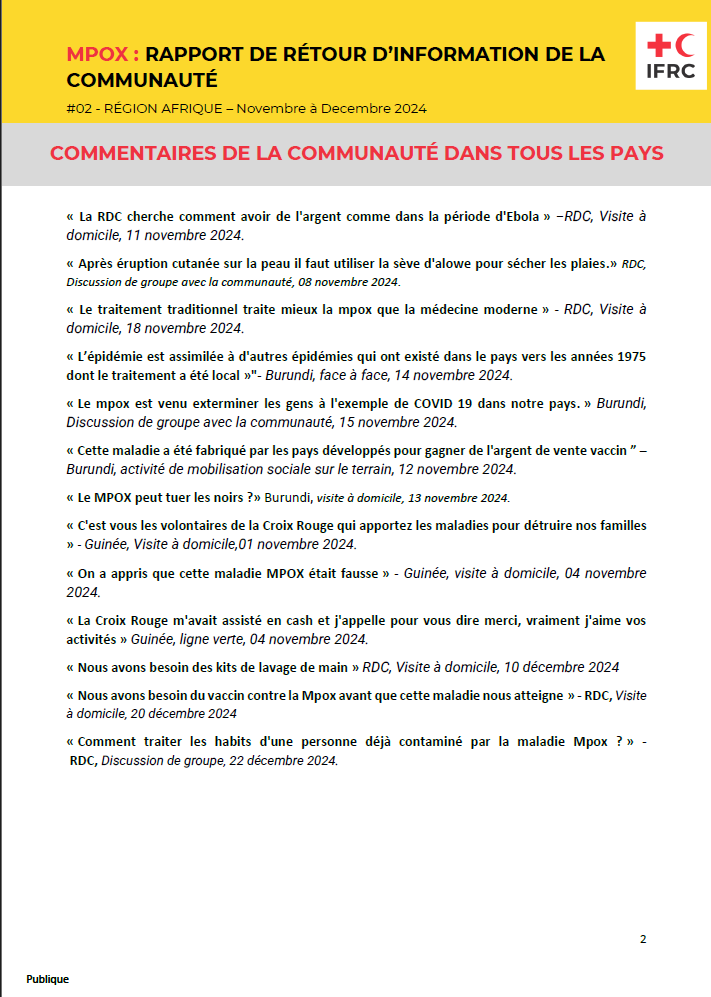 MPOX : RAPPORT DE RÉTOUR D'INFORMATION DE LA
COMMUNAUTÉ
#02 - RÉGION AFRIQUE – Novembre à Decembre 2024
IFRC
COMMENTAIRES DE LA COMMUNAUTÉ DANS TOUS LES PAYS
« La RDC cherche comment avoir de l'argent comme dans la période d'Ebola » –RDC, Visite à
domicile, 11 novembre 2024.
« Après éruption cutanée sur la peau il faut utiliser la sève d'alowe pour sécher les plaies.» RDC,
Discussion de groupe avec la communauté, 08 novembre 2024.
« Le traitement traditionnel traite mieux la mpox que la médecine moderne » - RDC, Visite à
domicile, 18 novembre 2024.
« L’épidémie est assimilée à d'autres épidémies qui ont existé dans le pays vers les années 1975
dont le traitement a été local »"- Burundi, face à face, 14 novembre 2024.
« Le mpox est venu exterminer les gens à l'exemple de COVID 19 dans notre pays. » Burundi,
Discussion de groupe avec la communauté, 15 novembre 2024.
« Cette maladie a été fabriqué par les pays développés pour gagner de l'argent de vente vaccin ” –
Burundi, activité de mobilisation sociale sur le terrain, 12 novembre 2024.
« Le MPOX peut tuer les noirs ?» Burundi, visite à domicile, 13 novembre 2024.
« C'est vous les volontaires de la Croix Rouge qui apportez les maladies pour détruire nos familles
» - Guinée, Visite à domicile,01 novembre 2024.
« On a appris que cette maladie MPOX était fausse » - Guinée, visite à domicile, 04 novembre
2024.
« La Croix Rouge m'avait assisté en cash et j'appelle pour vous dire merci, vraiment j'aime vos
activités » Guinée, ligne verte, 04 novembre 2024.
« Nous avons besoin des kits de lavage de main » RDC, Visite à domicile, 10 décembre 2024
« Nous avons besoin du vaccin contre la Mpox avant que cette maladie nous atteigne » - RDC, Visite
à domicile, 20 décembre 2024
« Comment traiter les habits d'une personne déjà contaminé par la maladie Mpox ? » -
RDC, Discussion de groupe, 22 décembre 2024.
2
Publique